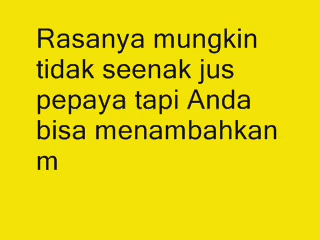 Rasanya mungkin
tidak seenak jus
pepaya tapi Anda
bisa menambahkan
m